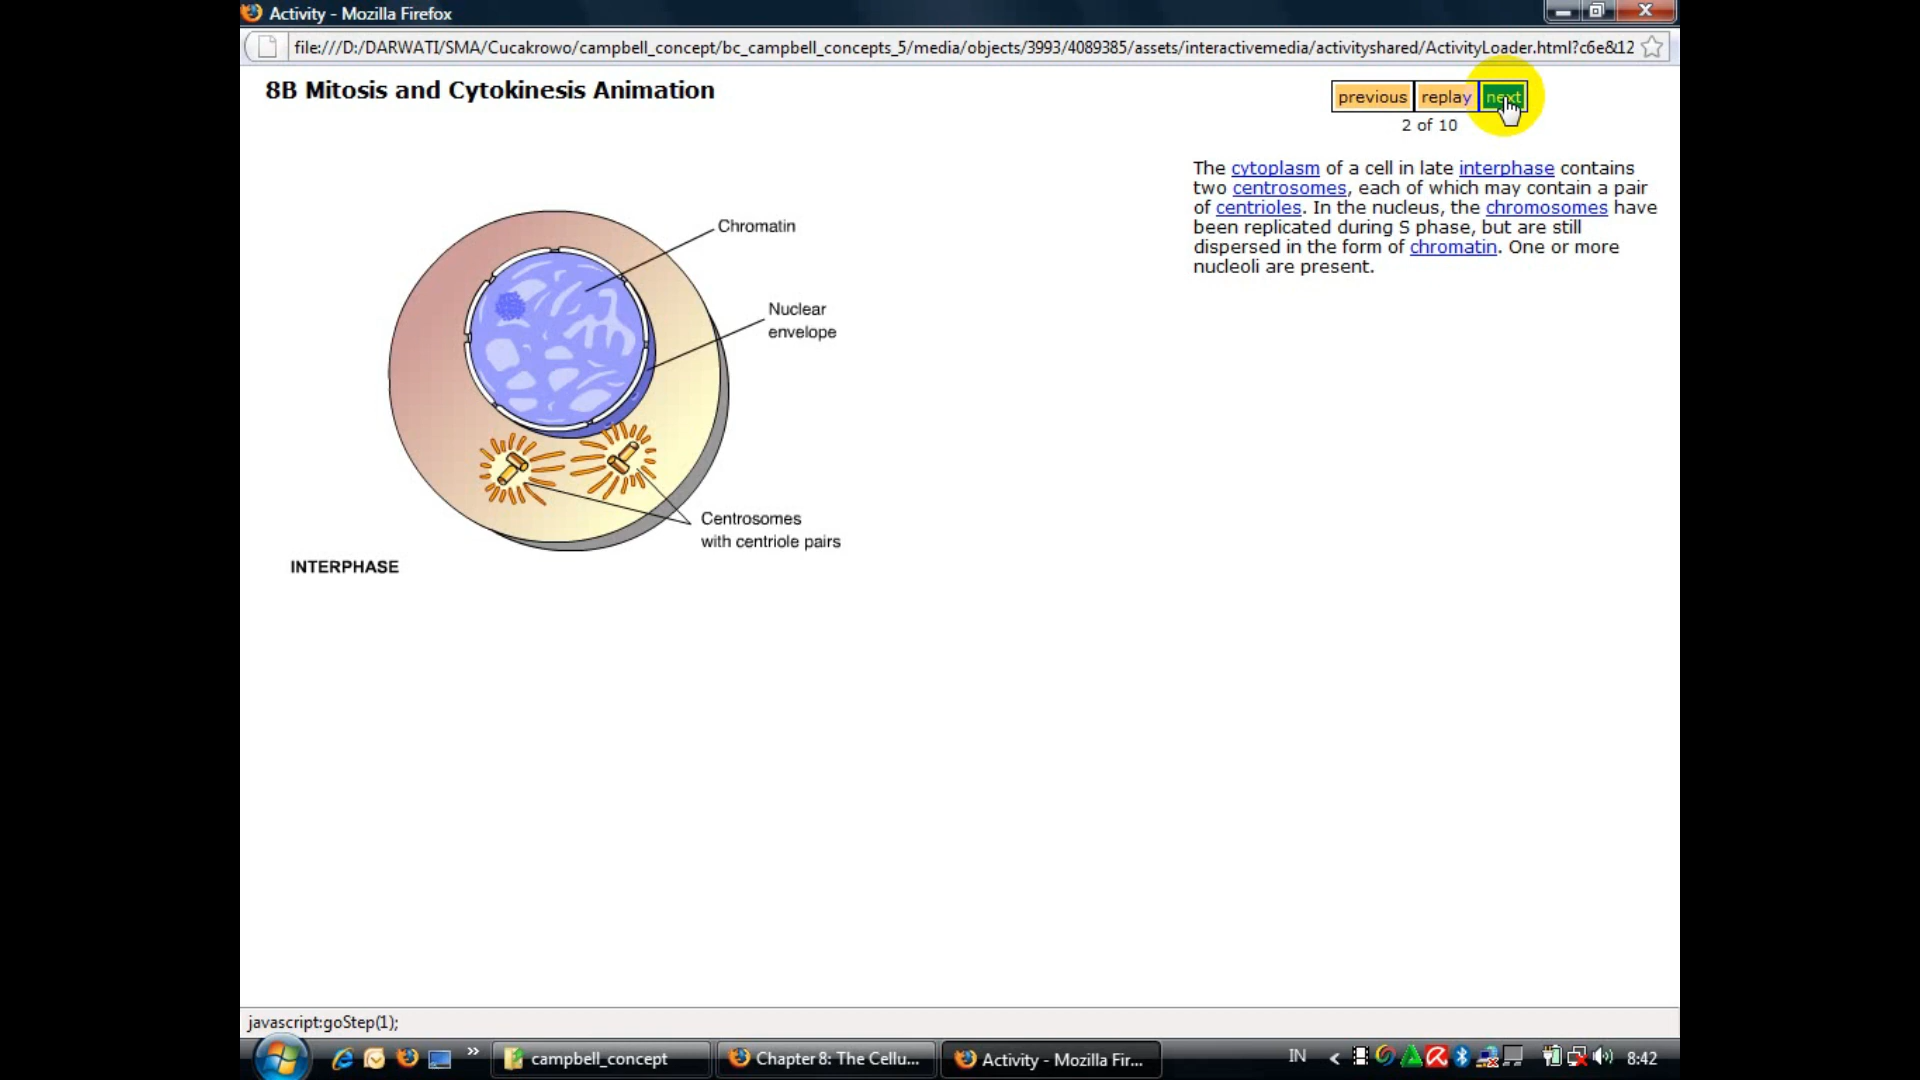 Activity - Mozilla Firefox
file:///D:/DARWATI/SMA/Cucakrowo/campbell_concept/bc_campbell_concepts_5/media/objects/3993/4089385/assets/interactivemedia/activityshared/ActivityLoader.html?c6e&12
8B Mitosis and Cytokinesis Animation
previous replay next
2 of 10
The cytoplasm of a cell in late interphase contains
two centrosomes, each of which may contain a pair
of centrioles. In the nucleus, the chromosomes have
been replicated during S phase, but are still
dispersed in the form of chromatin. One or more
nucleoli are present.
Chromatin
Nuclear
envelope
Centrosomes
with centriole pairs
INTERPHASE
javascript:goStep(1);
campbell_concept
Chapter 8: The Cellu...
Activity - Mozilla Fir...
IN
8:42